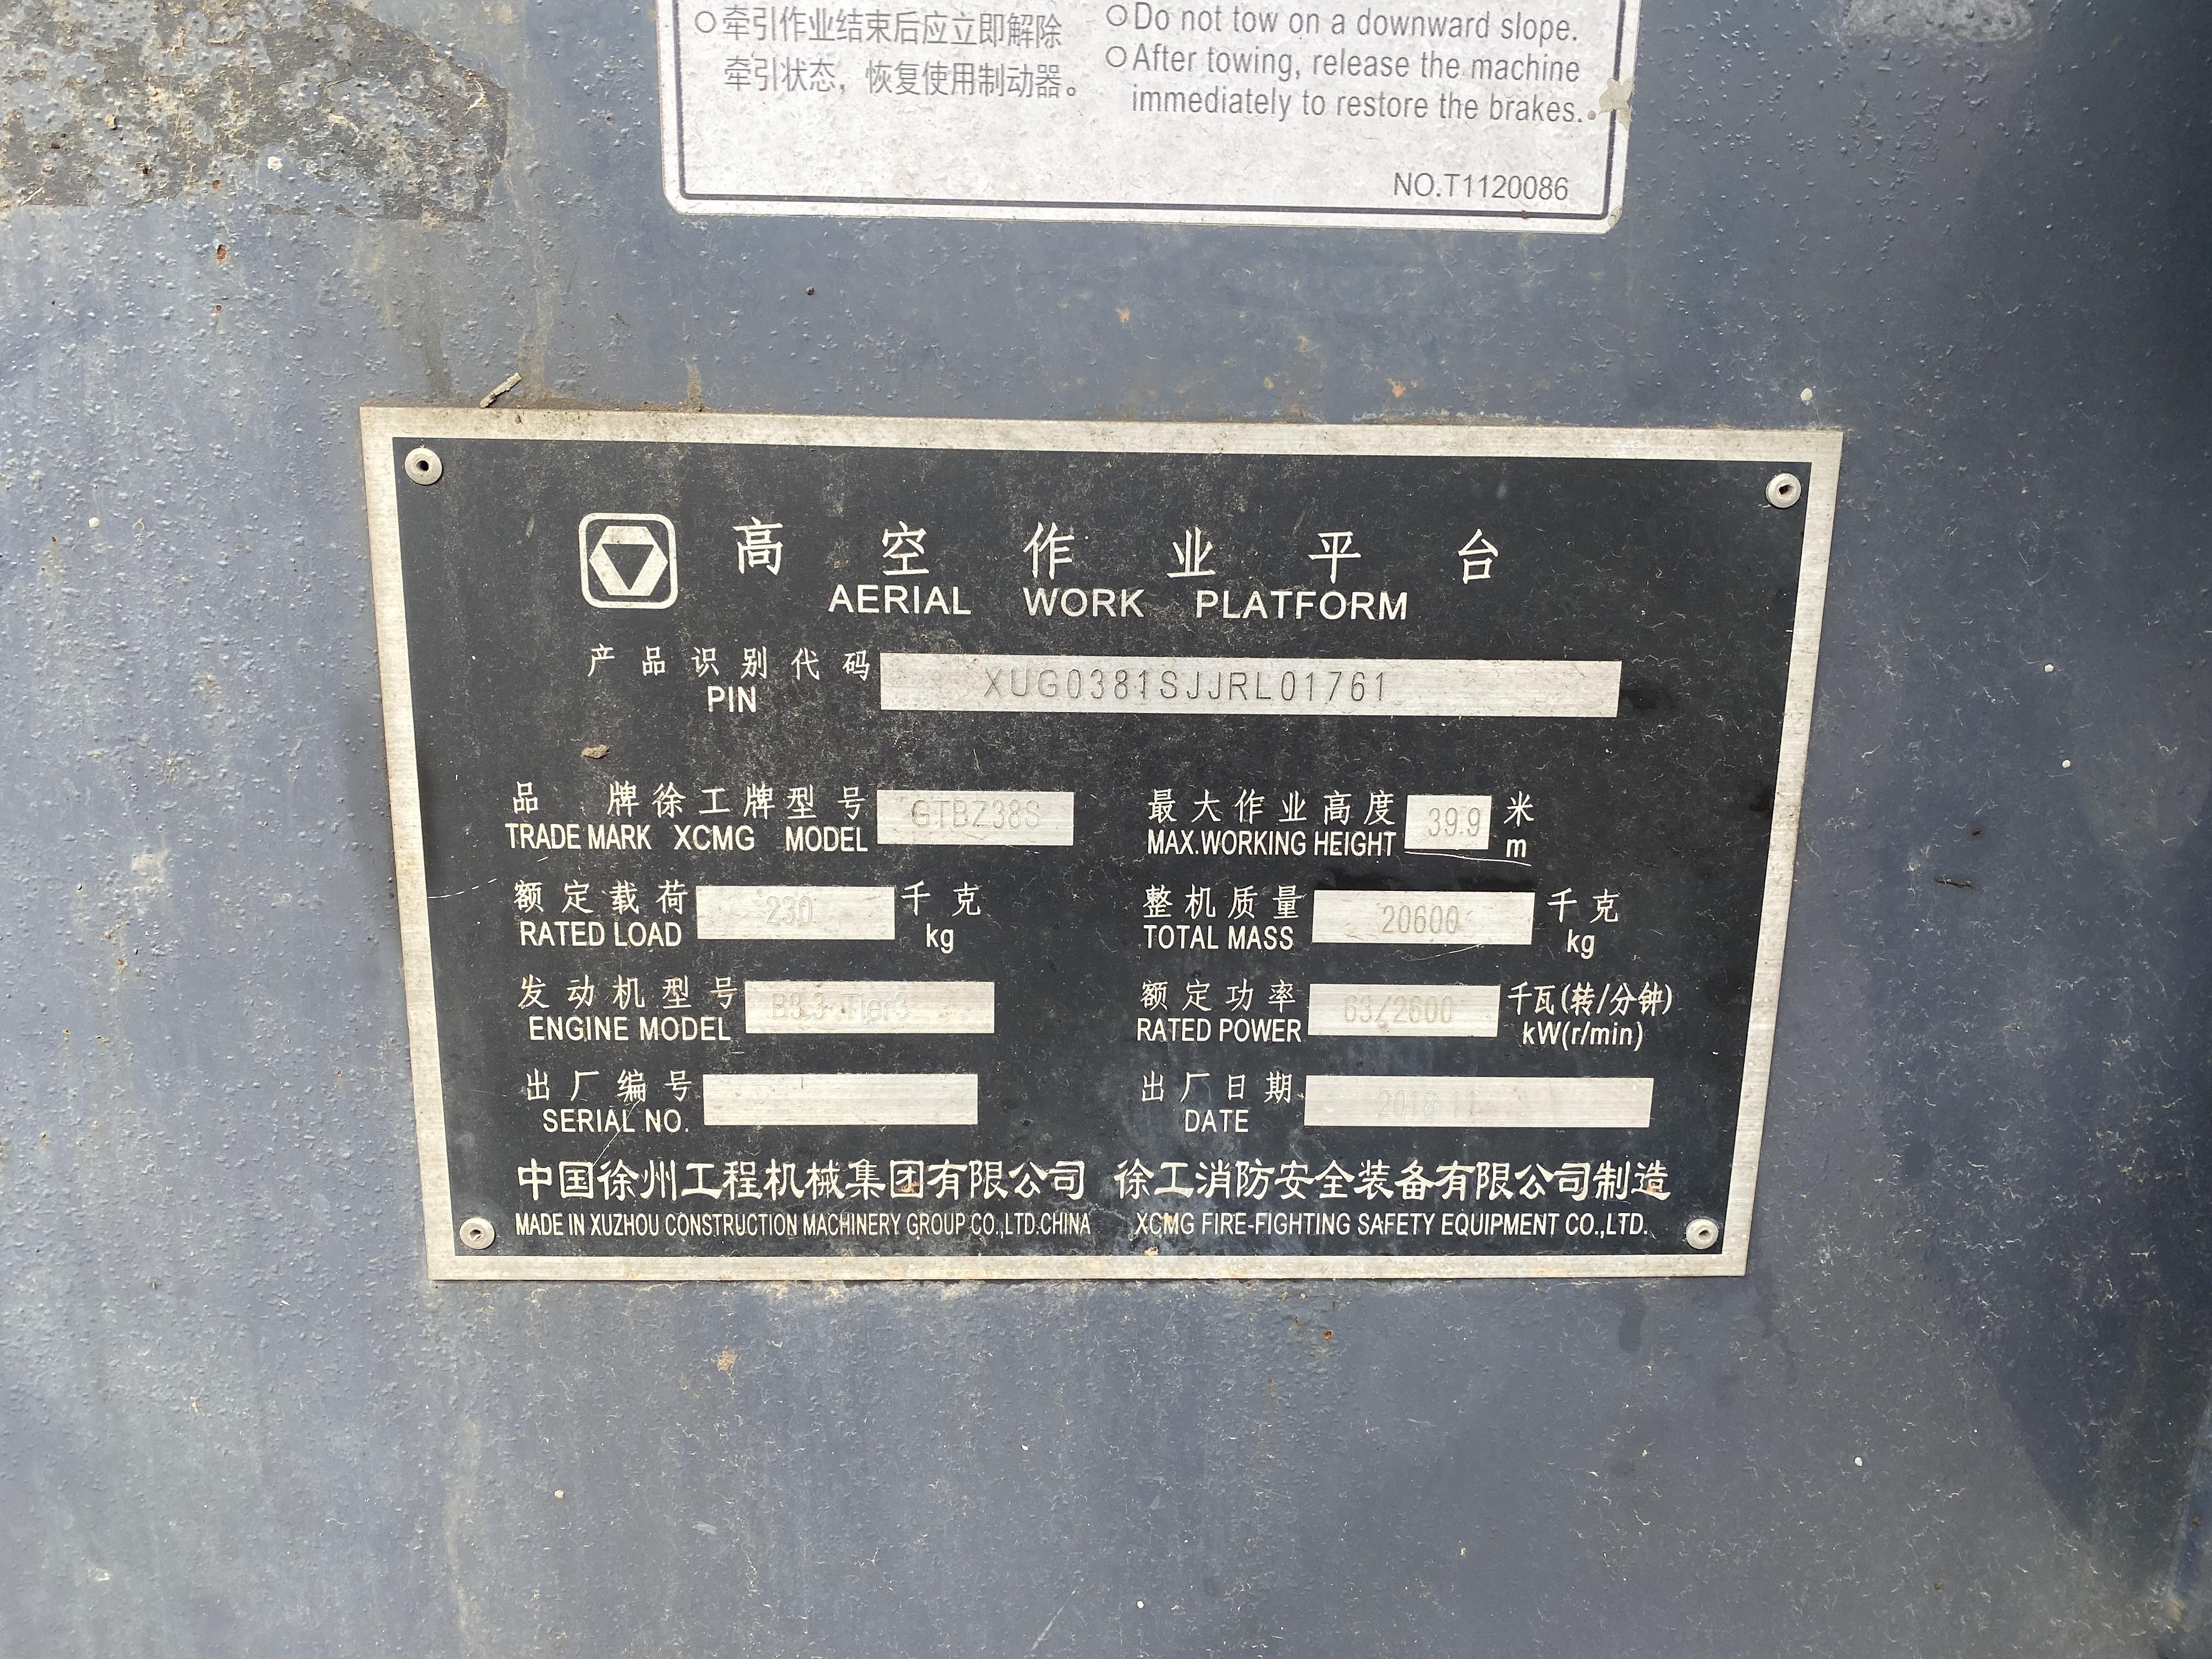 ○牵引作业结束后应立即解除
牵引状态，恢复使用制动器。
○Do not tow on a downward slope.
○After towing, release the machine
immediately to restore the brakes.
NO.T1120086
高空作业平台
AERIAL WORK PLATFORM
产品识别代码 XUG0381SJJRL01761
PIN
品 牌 徐工牌 型号 GTBZ38S
TRADE MARK XCMG MODEL
最大作业高度 39.9 米
MAX.WORKING HEIGHT m
额定载荷 230 千克
RATED LOAD kg
整机质量 20600 千克
TOTAL MASS kg
发动机型号 B3.3 Tier3
ENGINE MODEL
额定功率 63/2600 千瓦(转/分钟)
RATED POWER kW(r/min)
出厂编号
SERIAL NO.
出厂日期 2018 11
DATE
中国徐州工程机械集团有限公司 徐工消防安全装备有限公司制造
MADE IN XUZHOU CONSTRUCTION MACHINERY GROUP CO.,LTD.CHINA XCMG FIRE-FIGHTING SAFETY EQUIPMENT CO.,LTD.